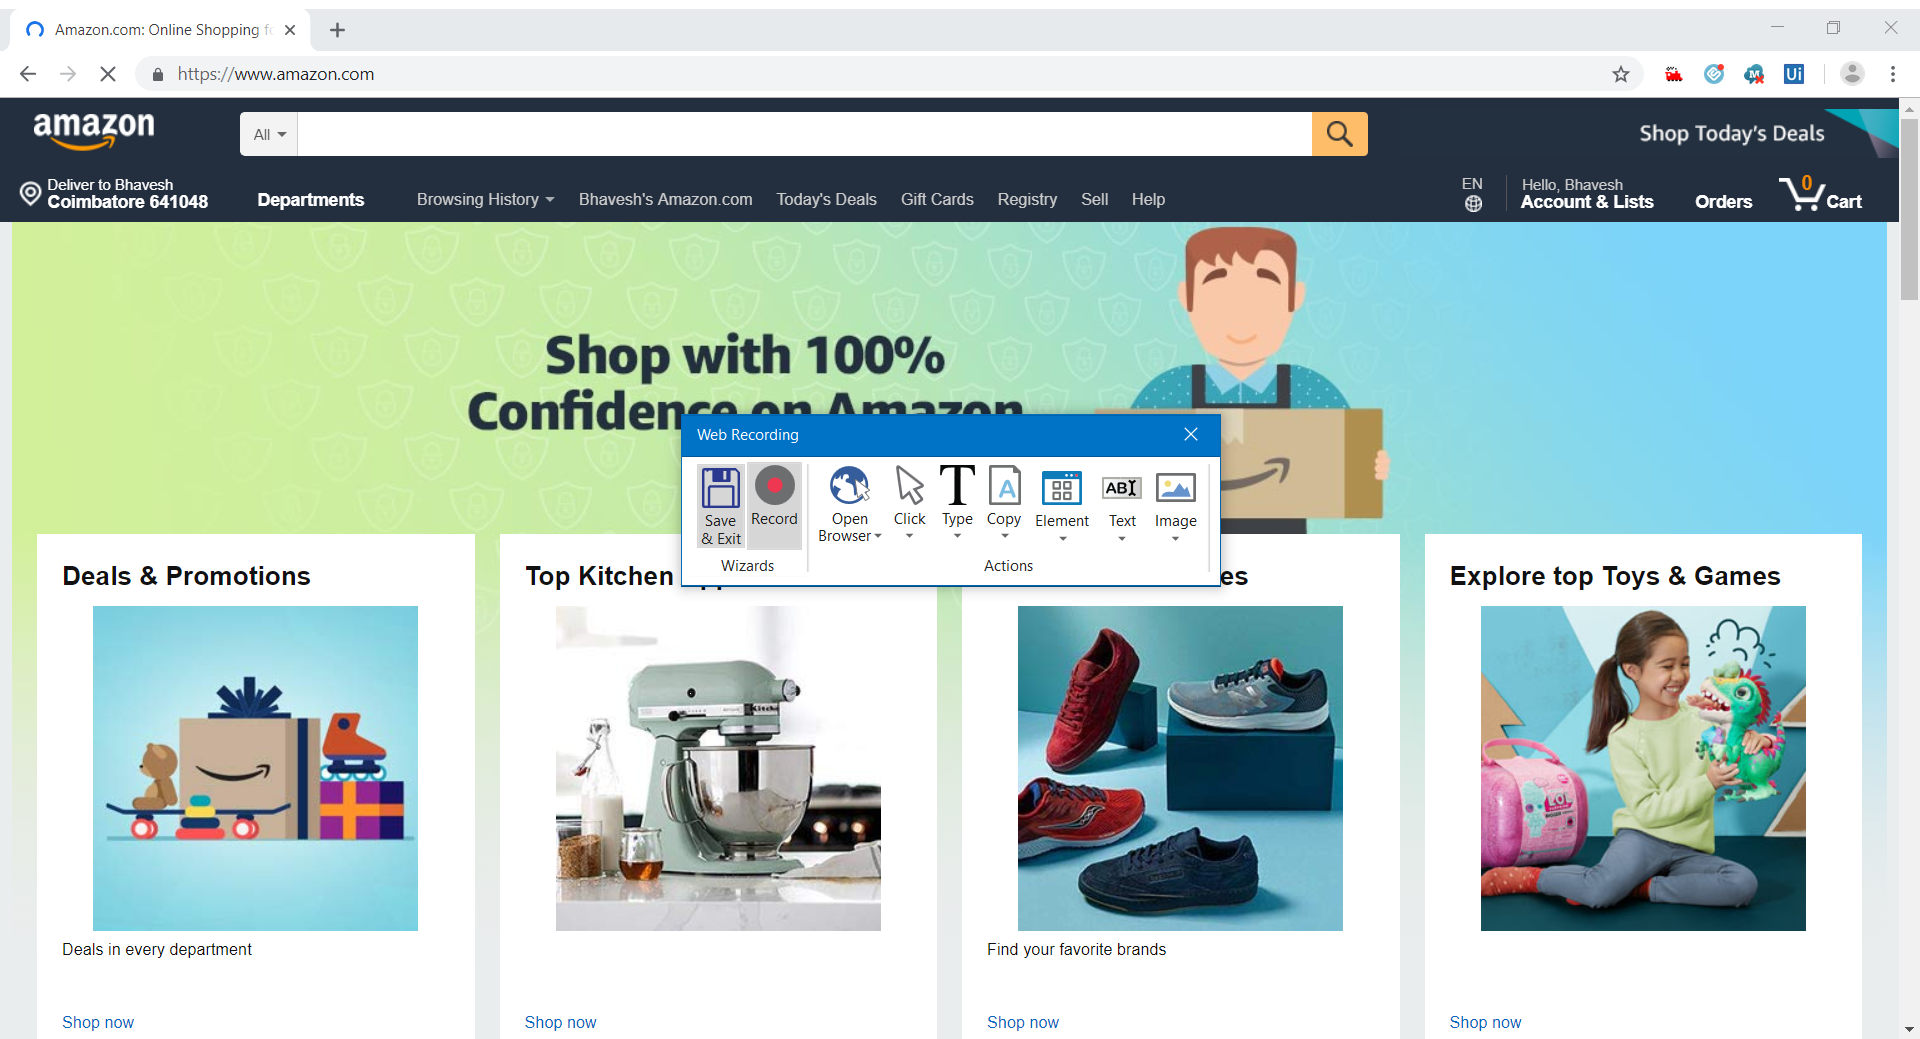 Amazon.com: Online Shopping fo
https://www.amazon.com
Ui
amazon
All
Shop Today's Deals
Deliver to Bhavesh
Coimbatore 641048
Departments
Browsing History
Bhavesh's Amazon.com
Today's Deals
Gift Cards
Registry
Sell
Help
EN
Hello, Bhavesh
Account & Lists
Orders
0
Cart
Shop with 100%
Confidence on Amazon
Web Recording
Save
& Exit
Record
Open
Browser
Click
Type
Copy
Element
Text
Image
Wizards
Actions
Deals & Promotions
Top Kitchen
es
Explore top Toys & Games
Deals in every department
Find your favorite brands
Shop now
Shop now
Shop now
Shop now